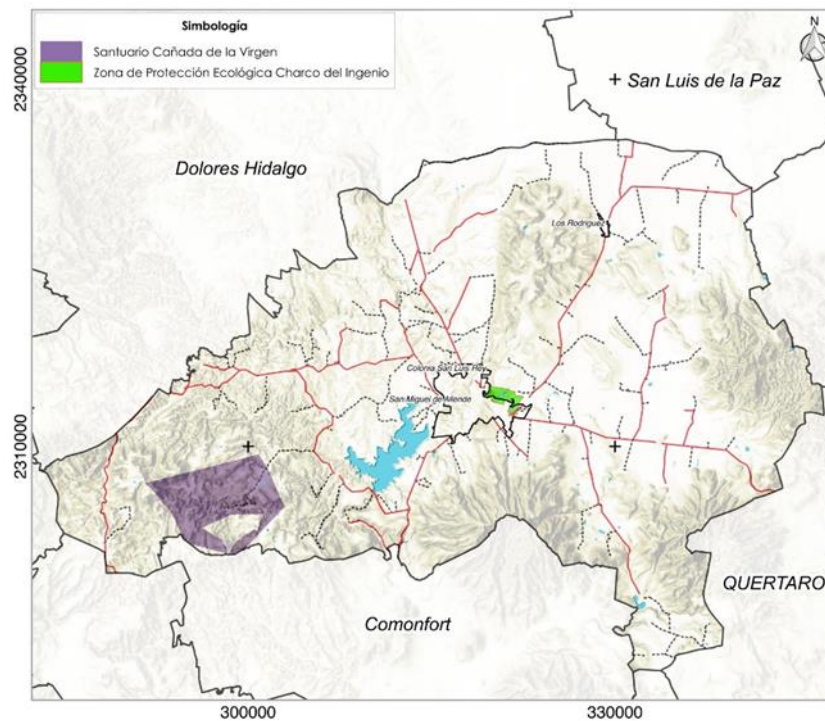 Simbología
Santuario Cañada de la Virgen
Zona de Protección Ecológica Charco del Ingenio
N
2340000
San Luis de la Paz
Dolores Hidalgo
Los Rodríguez
Colonia San Luis Rey
San Miguel de Allende
2310000
QUERTARO
Comonfort
300000
330000